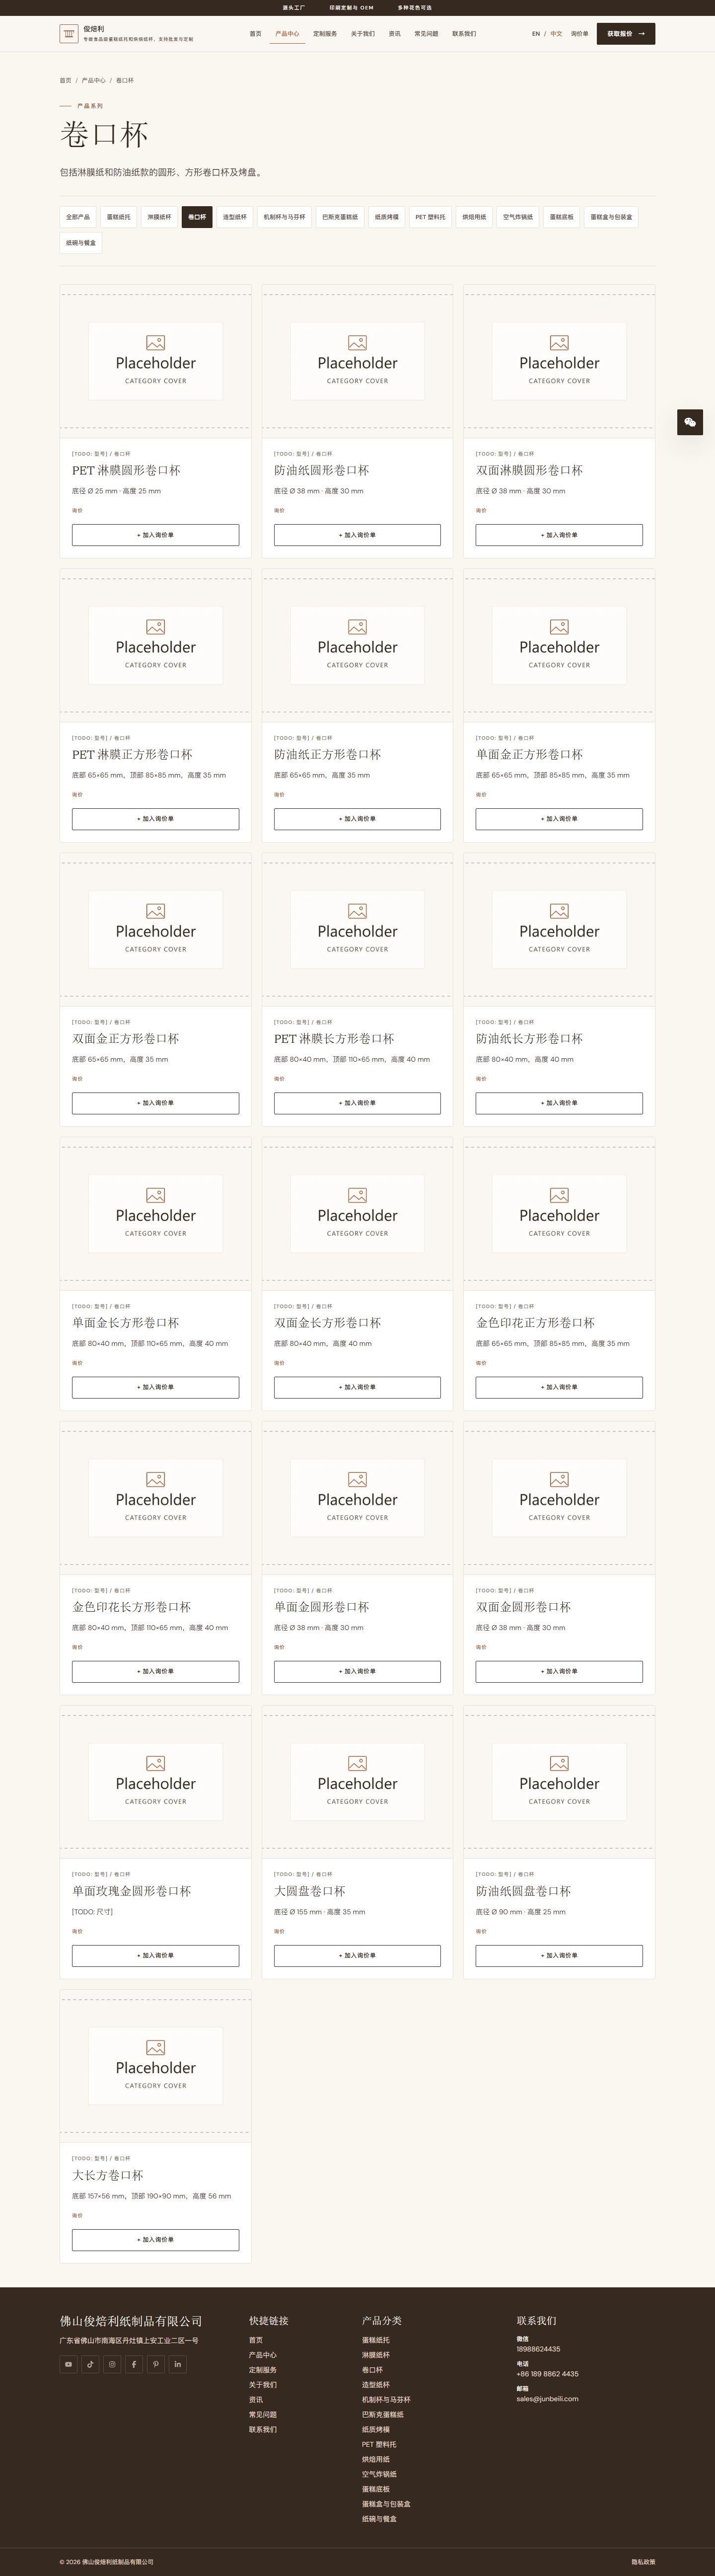 源头工厂 印刷定制与 OEM 多种花色可选
俊焙利
专做食品级蛋糕纸托和烘焙纸杯，支持批发与定制
首页 产品中心 定制服务 关于我们 资讯 常见问题 联系我们 EN / 中文 询价单 获取报价 →
首页 / 产品中心 / 卷口杯
产品系列
卷口杯
包括淋膜纸和防油纸款的圆形、方形卷口杯及烤盘。
全部产品 蛋糕纸托 淋膜纸杯 卷口杯 造型纸杯 机制杯与马芬杯 巴斯克蛋糕纸 纸质烤模 PET 塑料托 烘焙用纸 空气炸锅纸 蛋糕底板 蛋糕盒与包装盒
纸碗与餐盒
Placeholder Placeholder Placeholder
CATEGORY COVER CATEGORY COVER CATEGORY COVER
[TODO: 型号] / 卷口杯 [TODO: 型号] / 卷口杯 [TODO: 型号] / 卷口杯
PET 淋膜圆形卷口杯 防油纸圆形卷口杯 双面淋膜圆形卷口杯
底径 Ø 25 mm · 高度 25 mm 底径 Ø 38 mm · 高度 30 mm 底径 Ø 38 mm · 高度 30 mm
询价 询价 询价
+ 加入询价单 + 加入询价单 + 加入询价单
Placeholder Placeholder Placeholder
CATEGORY COVER CATEGORY COVER CATEGORY COVER
[TODO: 型号] / 卷口杯 [TODO: 型号] / 卷口杯 [TODO: 型号] / 卷口杯
PET 淋膜正方形卷口杯 防油纸正方形卷口杯 单面金正方形卷口杯
底部 65×65 mm，顶部 85×85 mm，高度 35 mm 底部 65×65 mm，高度 35 mm 底部 65×65 mm，顶部 85×85 mm，高度 35 mm
询价 询价 询价
+ 加入询价单 + 加入询价单 + 加入询价单
Placeholder Placeholder Placeholder
CATEGORY COVER CATEGORY COVER CATEGORY COVER
[TODO: 型号] / 卷口杯 [TODO: 型号] / 卷口杯 [TODO: 型号] / 卷口杯
双面金正方形卷口杯 PET 淋膜长方形卷口杯 防油纸长方形卷口杯
底部 65×65 mm，高度 35 mm 底部 80×40 mm，顶部 110×65 mm，高度 40 mm 底部 80×40 mm，高度 40 mm
询价 询价 询价
+ 加入询价单 + 加入询价单 + 加入询价单
Placeholder Placeholder Placeholder
CATEGORY COVER CATEGORY COVER CATEGORY COVER
[TODO: 型号] / 卷口杯 [TODO: 型号] / 卷口杯 [TODO: 型号] / 卷口杯
单面金长方形卷口杯 双面金长方形卷口杯 金色印花正方形卷口杯
底部 80×40 mm，顶部 110×65 mm，高度 40 mm 底部 80×40 mm，高度 40 mm 底部 65×65 mm，顶部 85×85 mm，高度 35 mm
询价 询价 询价
+ 加入询价单 + 加入询价单 + 加入询价单
Placeholder Placeholder Placeholder
CATEGORY COVER CATEGORY COVER CATEGORY COVER
[TODO: 型号] / 卷口杯 [TODO: 型号] / 卷口杯 [TODO: 型号] / 卷口杯
金色印花长方形卷口杯 单面金圆形卷口杯 双面金圆形卷口杯
底部 80×40 mm，顶部 110×65 mm，高度 40 mm 底径 Ø 38 mm · 高度 30 mm 底径 Ø 38 mm · 高度 30 mm
询价 询价 询价
+ 加入询价单 + 加入询价单 + 加入询价单
Placeholder Placeholder Placeholder
CATEGORY COVER CATEGORY COVER CATEGORY COVER
[TODO: 型号] / 卷口杯 [TODO: 型号] / 卷口杯 [TODO: 型号] / 卷口杯
单面玫瑰金圆形卷口杯 大圆盘卷口杯 防油纸圆盘卷口杯
[TODO: 尺寸] 底径 Ø 155 mm · 高度 35 mm 底径 Ø 90 mm · 高度 25 mm
询价 询价 询价
+ 加入询价单 + 加入询价单 + 加入询价单
Placeholder
CATEGORY COVER
[TODO: 型号] / 卷口杯
大长方卷口杯
底部 157×56 mm，顶部 190×90 mm，高度 56 mm
询价
+ 加入询价单
佛山俊焙利纸制品有限公司
广东省佛山市南海区丹灶镇上安工业二区一号
快捷链接
首页
产品中心
定制服务
关于我们
资讯
常见问题
联系我们
产品分类
蛋糕纸托
淋膜纸杯
卷口杯
造型纸杯
机制杯与马芬杯
巴斯克蛋糕纸
纸质烤模
PET 塑料托
烘焙用纸
空气炸锅纸
蛋糕底板
蛋糕盒与包装盒
纸碗与餐盒
联系我们
微信
18988624435
电话
+86 189 8862 4435
邮箱
sales@junbeili.com
© 2026 佛山俊焙利纸制品有限公司 隐私政策